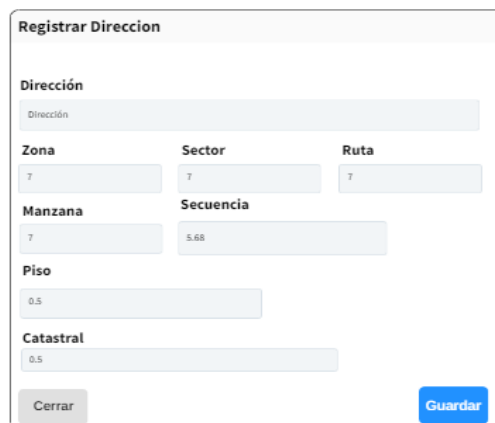 Registrar Direccion
Dirección
Dirección
Zona Sector Ruta
7 7 7
Manzana Secuencia
7 5.68
Piso
0.5
Catastral
0.5
Cerrar Guardar